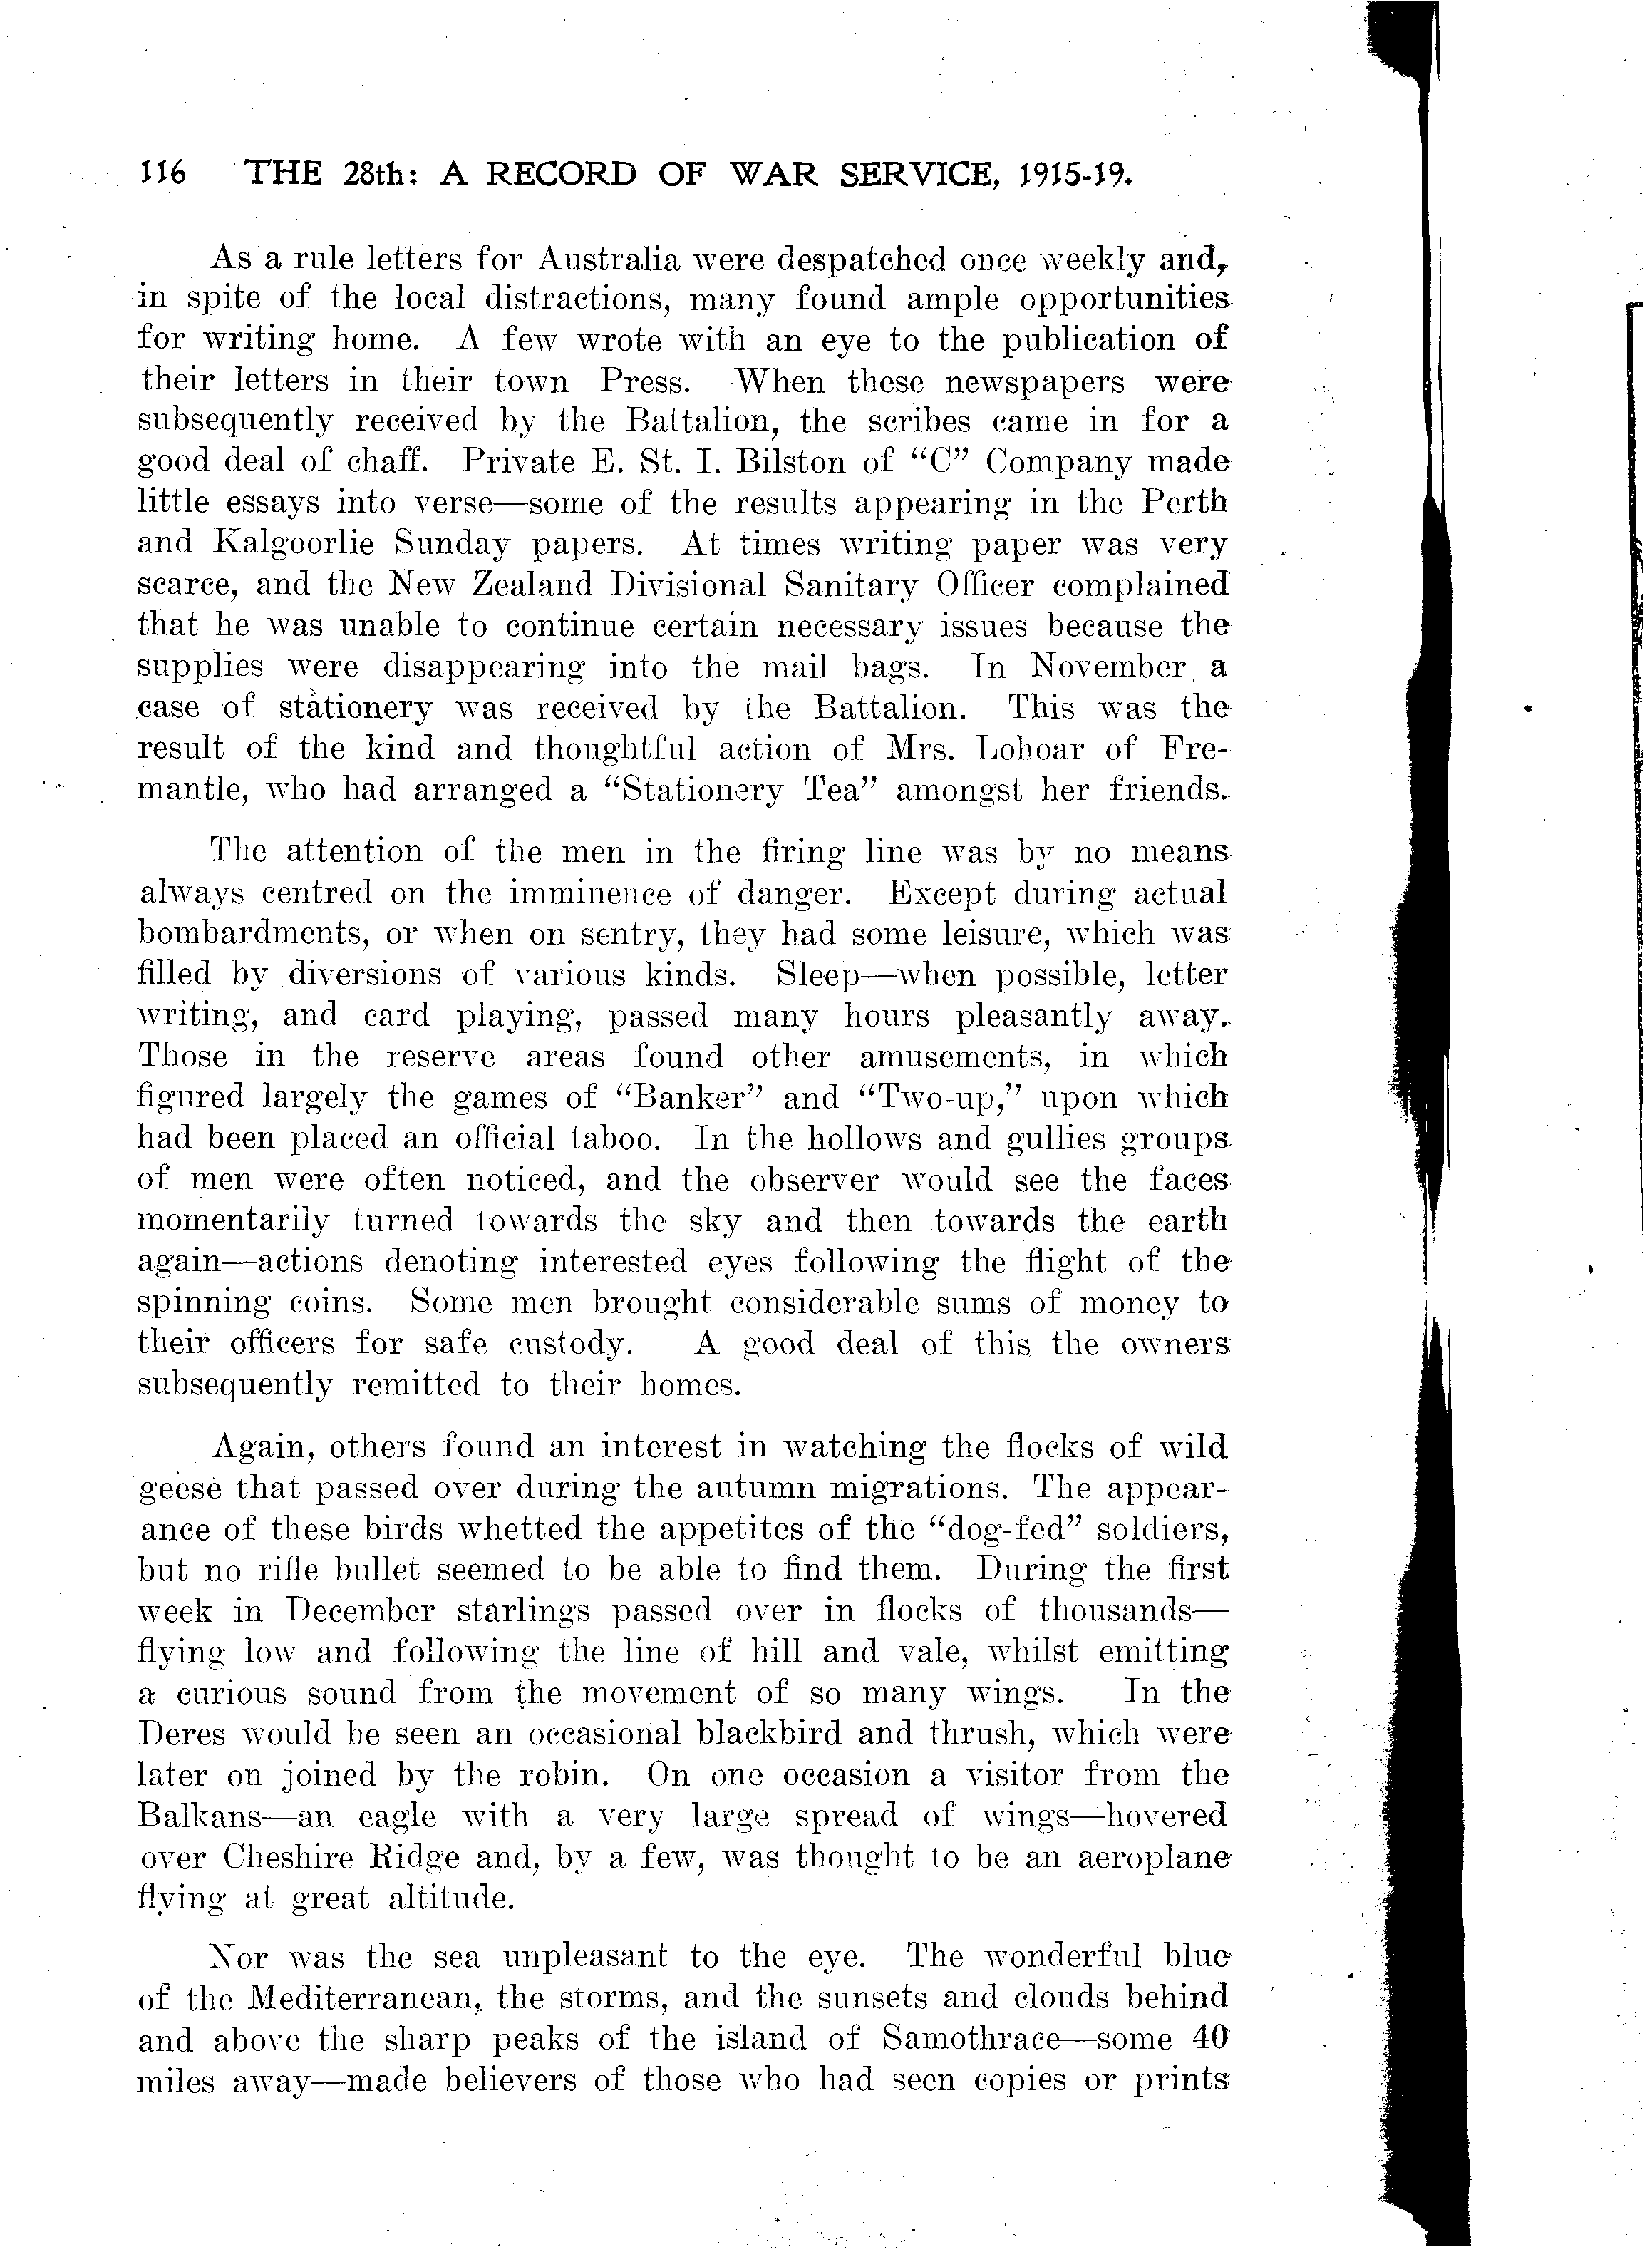 116 THE 28th: A RECORD OF WAR SERVICE, 1915-19.
As a rule letters for Australia were despatched once weekly and,
in spite of the local distractions, many found ample opportunities
for writing home. A few wrote with an eye to the publication of
their letters in their town Press. When these newspapers were
subsequently received by the Battalion, the scribes came in for a
good deal of chaff. Private E. St. I. Bilston of "C" Company made
little essays into verse—some of the results appearing in the Perth
and Kalgoorlie Sunday papers. At times writing paper was very
scarce, and the New Zealand Divisional Sanitary Officer complained
that he was unable to continue certain necessary issues because the
supplies were disappearing into the mail bags. In November a
case of stationery was received by the Battalion. This was the
result of the kind and thoughtful action of Mrs. Lohoar of Fre-
mantle, who had arranged a "Stationery Tea" amongst her friends.
The attention of the men in the firing line was by no means
always centred on the imminence of danger. Except during actual
bombardments, or when on sentry, they had some leisure, which was
filled by diversions of various kinds. Sleep—when possible, letter
writing, and card playing, passed many hours pleasantly away.
Those in the reserve areas found other amusements, in which
figured largely the games of "Banker" and "Two-up," upon which
had been placed an official taboo. In the hollows and gullies groups
of men were often noticed, and the observer would see the faces
momentarily turned towards the sky and then towards the earth
again—actions denoting interested eyes following the flight of the
spinning coins. Some men brought considerable sums of money to
their officers for safe custody. A good deal of this the owners
subsequently remitted to their homes.
Again, others found an interest in watching the flocks of wild
geese that passed over during the autumn migrations. The appear-
ance of these birds whetted the appetites of the "dog-fed" soldiers,
but no rifle bullet seemed to be able to find them. During the first
week in December starlings passed over in flocks of thousands—
flying low and following the line of hill and vale, whilst emitting
a curious sound from the movement of so many wings. In the
Deres would be seen an occasional blackbird and thrush, which were
later on joined by the robin. On one occasion a visitor from the
Balkans—an eagle with a very large spread of wings—hovered
over Cheshire Ridge and, by a few, was thought to be an aeroplane
flying at great altitude.
Nor was the sea unpleasant to the eye. The wonderful blue
of the Mediterranean, the storms, and the sunsets and clouds behind
and above the sharp peaks of the island of Samothrace—some 40
miles away—made believers of those who had seen copies or prints